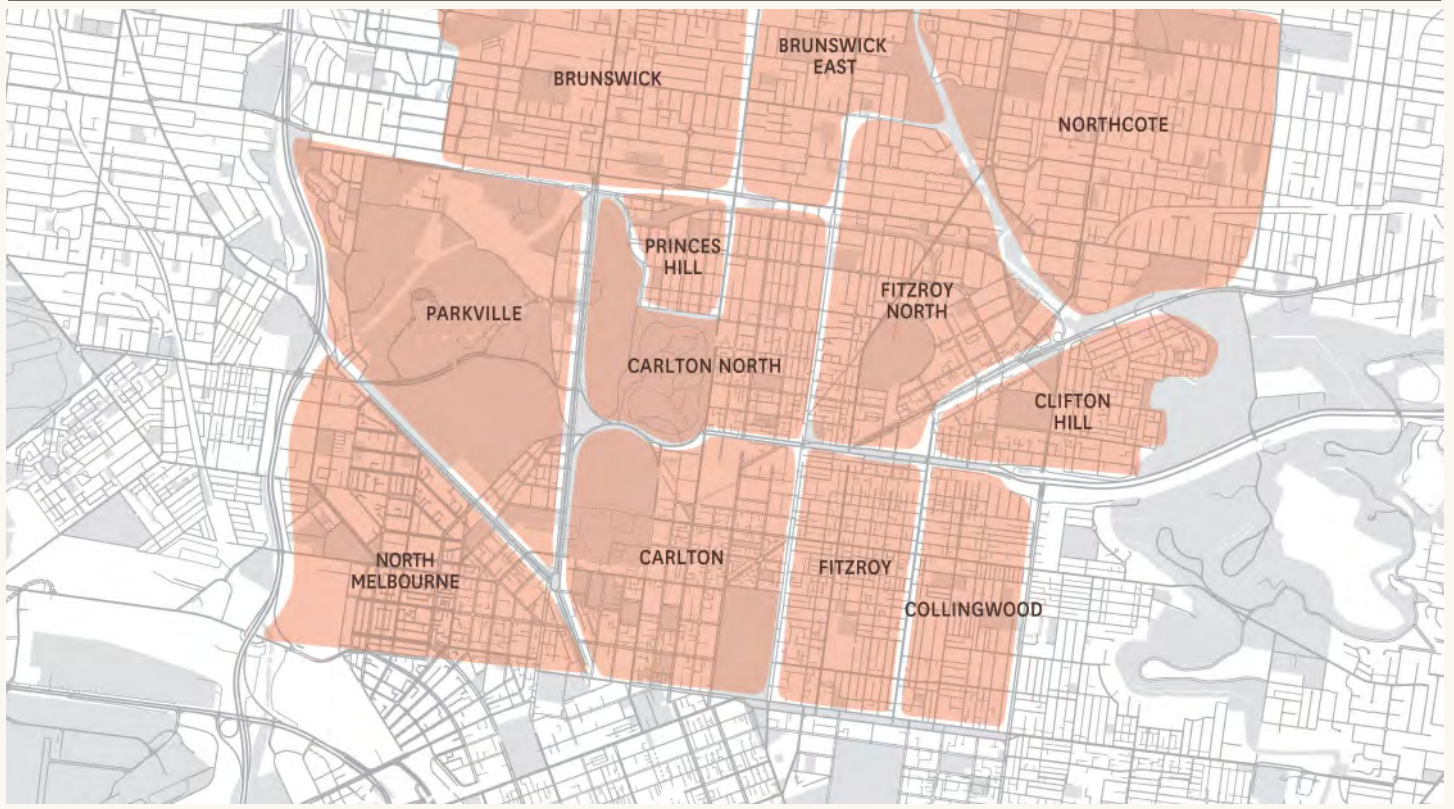 BRUNSWICK
EAST
BRUNSWICK
NORTHCOTE
PRINCES
HILL
FITZROY
NORTH
PARKVILLE
CARLTON NORTH
CLIFTON
HILL
NORTH
MELBOURNE
CARLTON
FITZROY
COLLINGWOOD